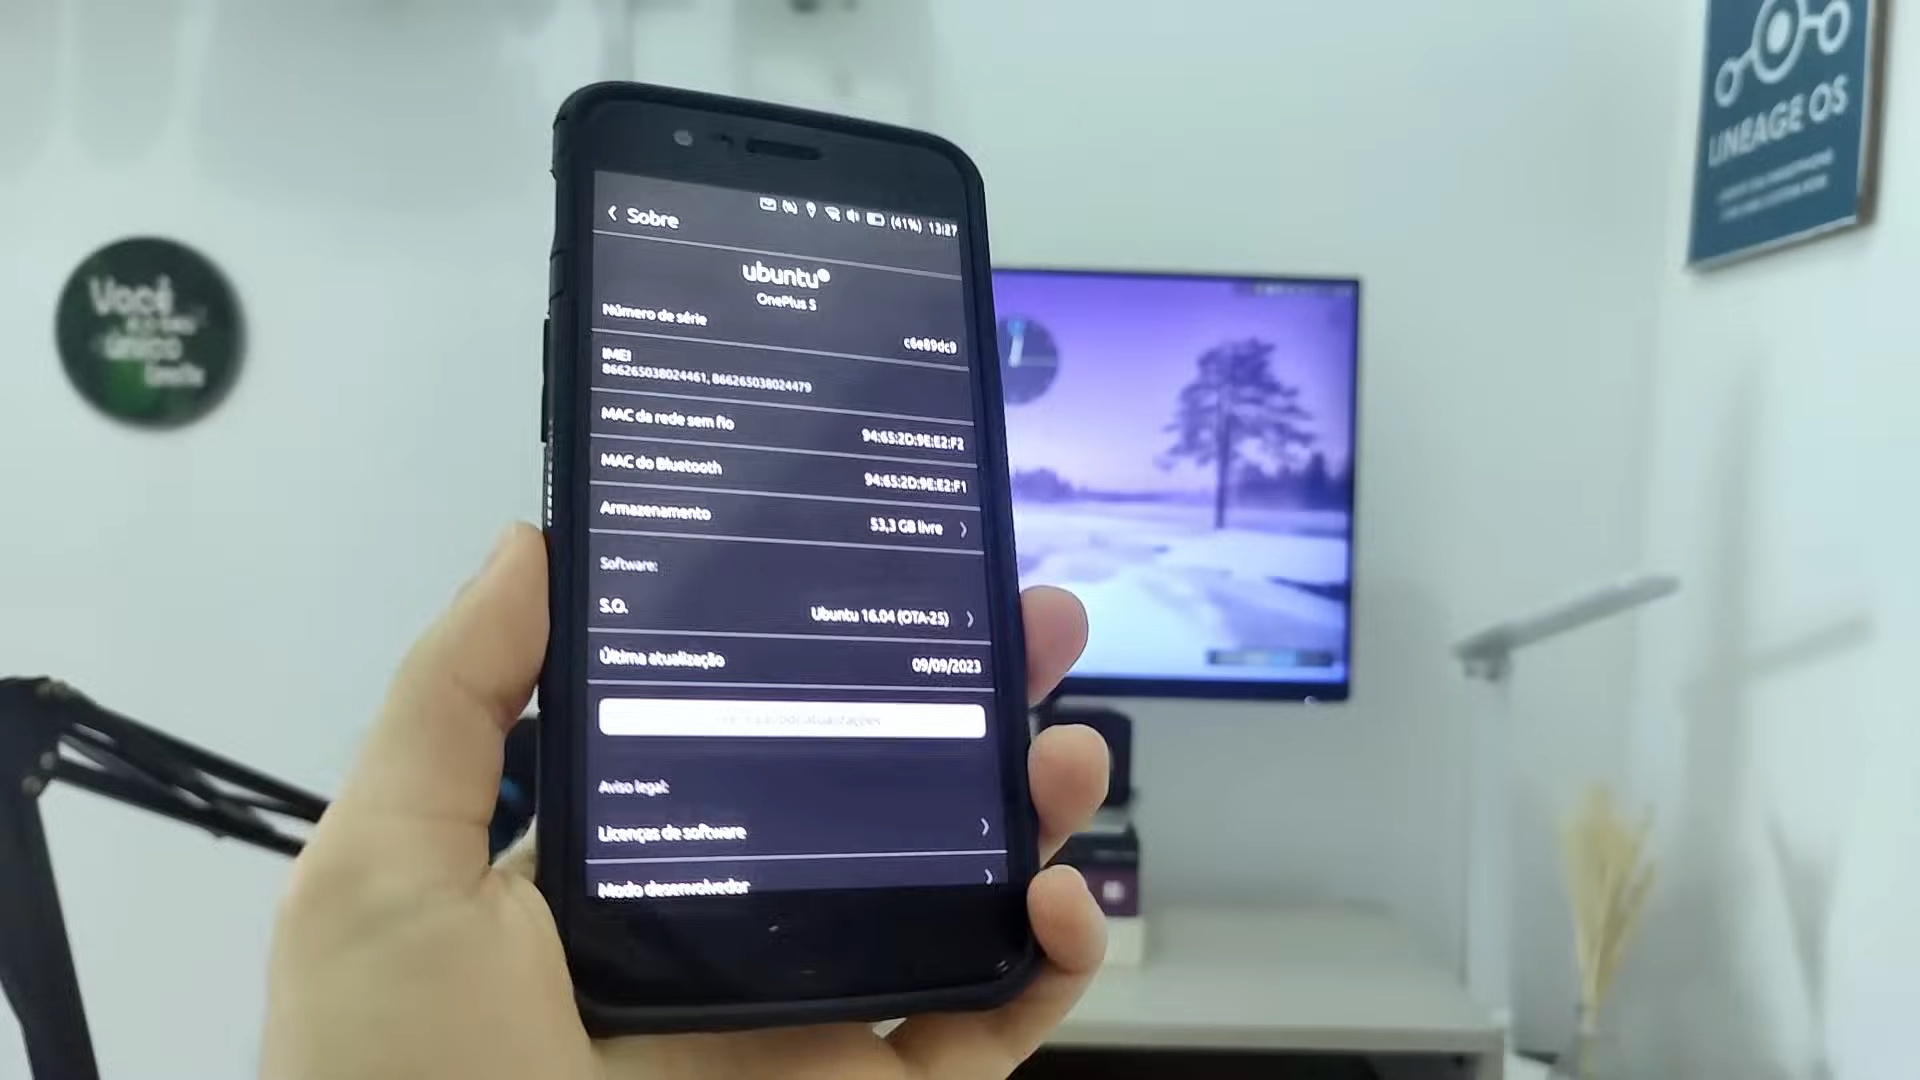 Sobre
(41%) 13:27
ubuntu
OnePlus 5
Número de série
c6e89dc9
IMEI
866265038024461, 866265038024479
MAC da rede sem fio
94:65:2D:9E:E2:F2
MAC do Bluetooth
94:65:2D:9E:E2:F1
Armazenamento
53,3 GB livre
Software:
S.O.
Ubuntu 16.04 (OTA-25)
Última atualização
09/09/2023
Aviso legal:
Licenças de software
Modo desenvolvedor
Você
único
LINEAGE OS